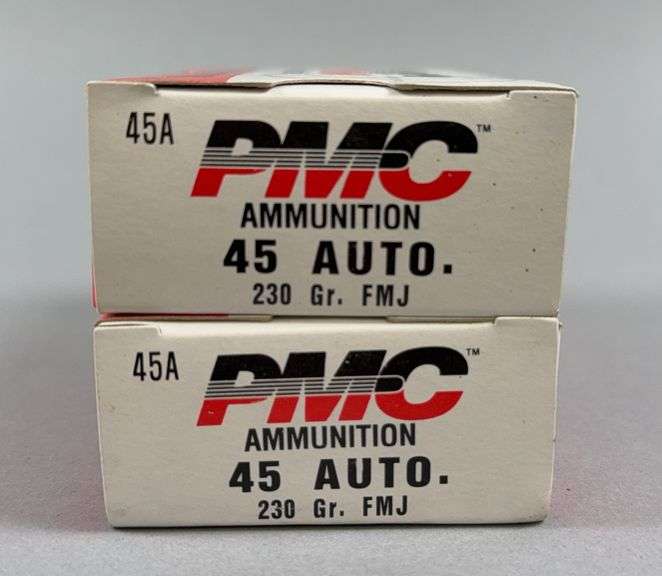 45A
PMC™
AMMUNITION
45 AUTO.
230 Gr. FMJ
45A
PMC™
AMMUNITION
45 AUTO.
230 Gr. FMJ